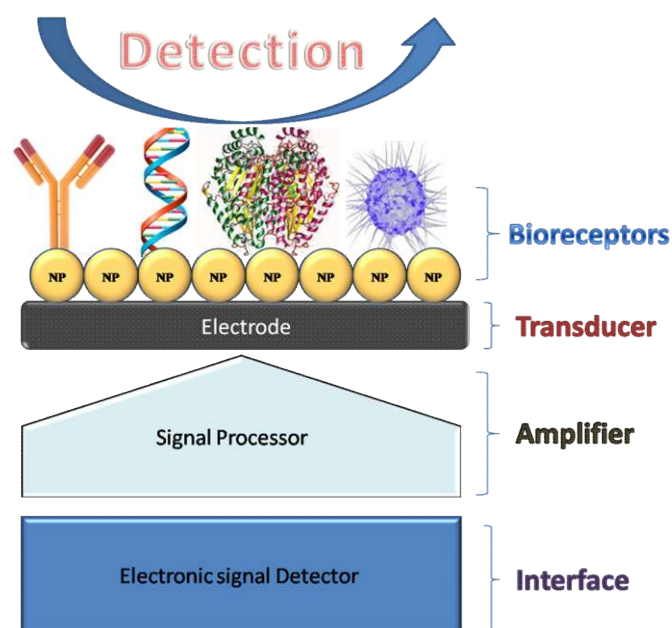 Detection
Bioreceptors
NP NP NP NP NP NP NP NP
Electrode
Transducer
Signal Processor
Amplifier
Electronic signal Detector
Interface